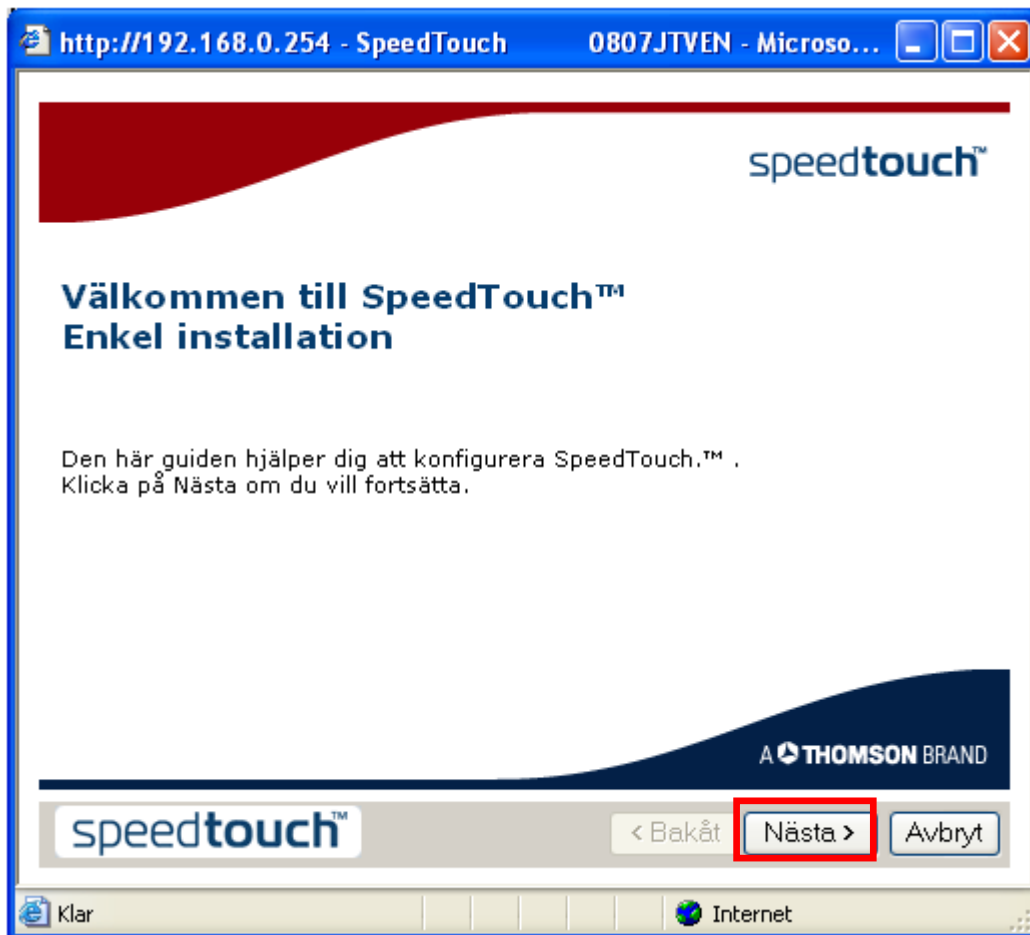 http://192.168.0.254 - SpeedTouch 0807JTVEN - Microso...
speedtouch™
Välkommen till SpeedTouch™
Enkel installation
Den här guiden hjälper dig att konfigurera SpeedTouch.™ .
Klicka på Nästa om du vill fortsätta.
A THOMSON BRAND
speedtouch™
< Bakåt
Nästa >
Avbryt
Klar
Internet